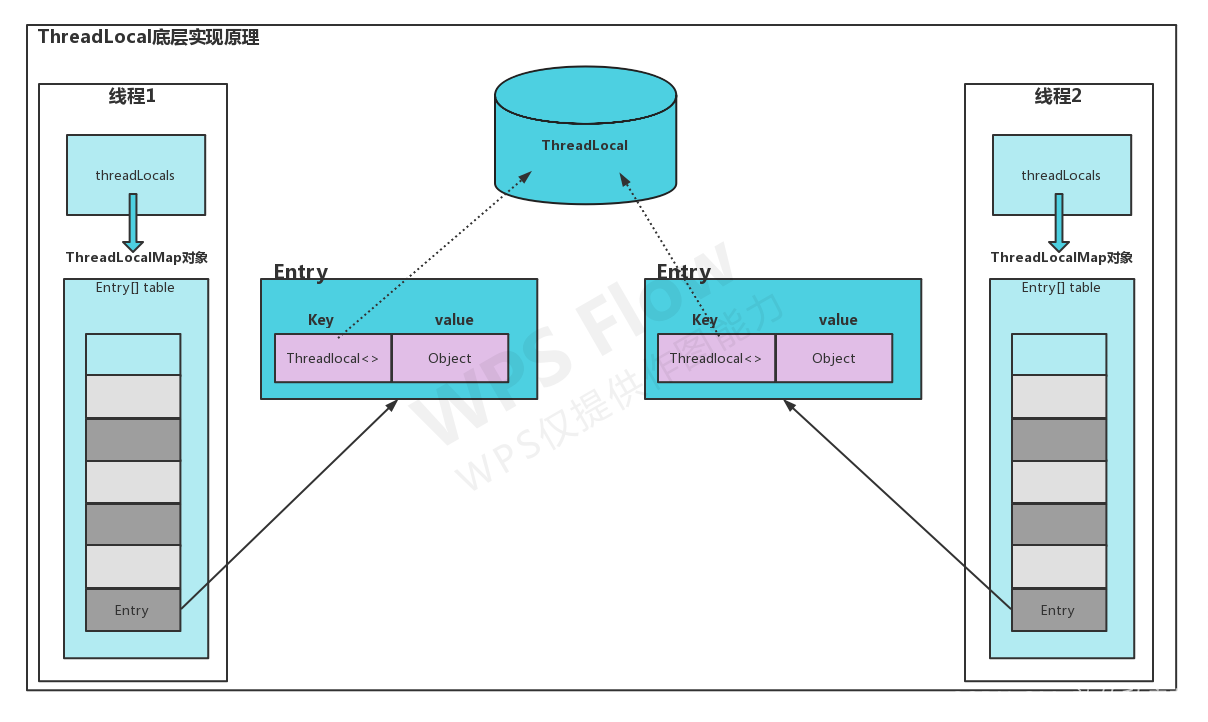 ThreadLocal底层实现原理
线程1
threadLocals
ThreadLocalMap对象
Entry[] table
Entry
ThreadLocal
Entry
Key
value
Threadlocal<>
Object
Entry
Key
value
Threadlocal<>
Object
线程2
threadLocals
ThreadLocalMap对象
Entry[] table
Entry
WPS Flow
WPS仅提供作图能力